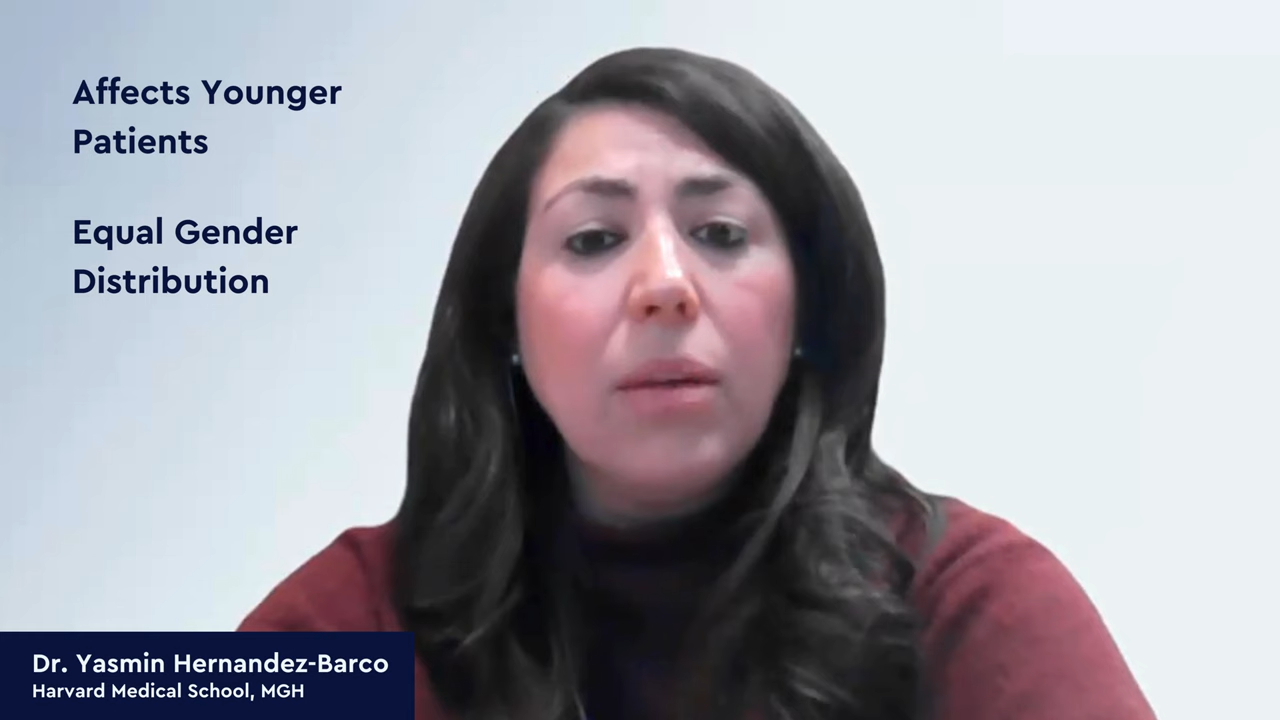 Affects Younger
Patients
Equal Gender
Distribution
Dr. Yasmin Hernandez-Barco
Harvard Medical School, MGH